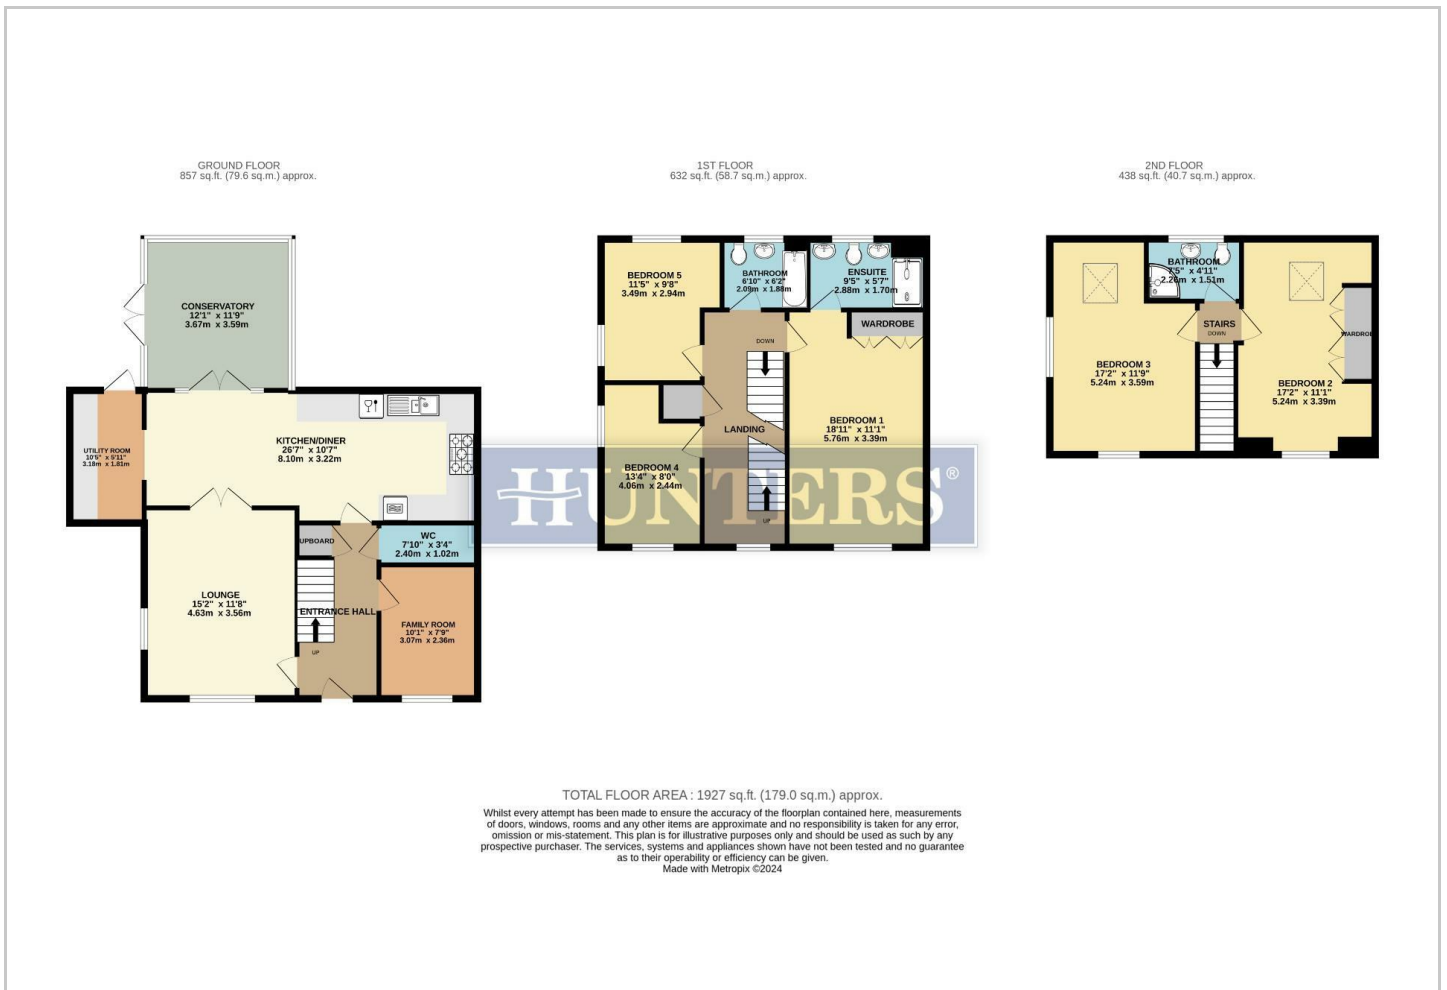 GROUND FLOOR
857 sq.ft. (79.6 sq.m.) approx.
CONSERVATORY
12'1" x 11'9"
3.67m x 3.59m
UTILITY ROOM
10'5" x 5'11"
3.18m x 1.81m
KITCHEN/DINER
26'7" x 10'7"
8.10m x 3.22m
UPBOARD
WC
7'10" x 3'4"
2.40m x 1.02m
LOUNGE
15'2" x 11'8"
4.63m x 3.56m
ENTRANCE HALL
UP
FAMILY ROOM
10'1" x 7'9"
3.07m x 2.36m
1ST FLOOR
632 sq.ft. (58.7 sq.m.) approx.
BEDROOM 5
11'5" x 9'8"
3.49m x 2.94m
BATHROOM
6'10" x 6'2"
2.09m x 1.88m
ENSUITE
9'5" x 5'7"
2.88m x 1.70m
WARDROBE
DOWN
LANDING
BEDROOM 1
18'11" x 11'1"
5.76m x 3.39m
BEDROOM 4
13'4" x 8'0"
4.06m x 2.44m
UP
HUNTERS®
2ND FLOOR
438 sq.ft. (40.7 sq.m.) approx.
BATHROOM
7'5" x 4'11"
2.26m x 1.51m
STAIRS
DOWN
WARDROBE
BEDROOM 3
17'2" x 11'9"
5.24m x 3.59m
BEDROOM 2
17'2" x 11'1"
5.24m x 3.39m
TOTAL FLOOR AREA : 1927 sq.ft. (179.0 sq.m.) approx.
Whilst every attempt has been made to ensure the accuracy of the floorplan contained here, measurements
of doors, windows, rooms and any other items are approximate and no responsibility is taken for any error,
omission or mis-statement. This plan is for illustrative purposes only and should be used as such by any
prospective purchaser. The services, systems and appliances shown have not been tested and no guarantee
as to their operability or efficiency can be given.
Made with Metropix ©2024